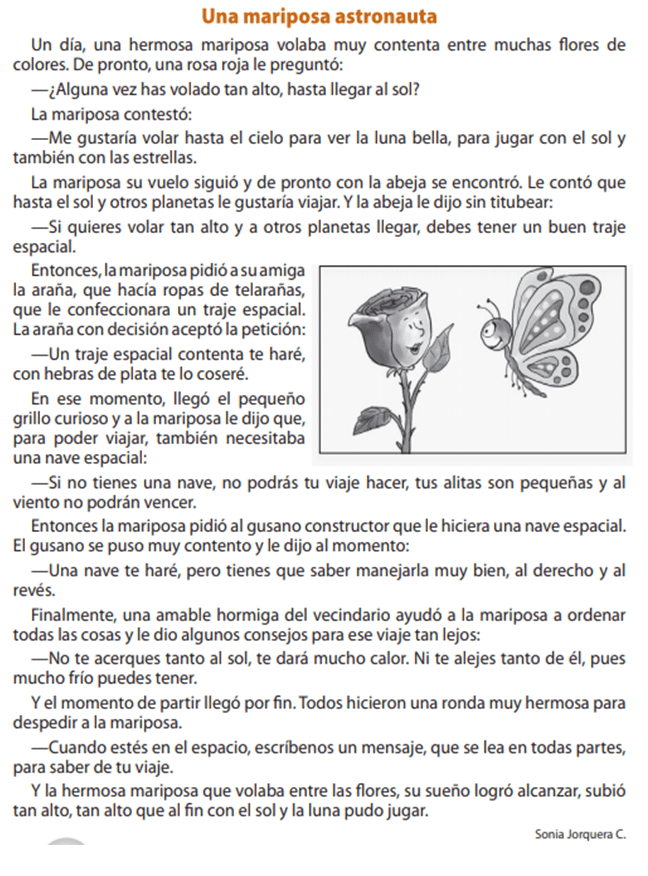 Una mariposa astronauta
Un día, una hermosa mariposa volaba muy contenta entre muchas flores de
colores. De pronto, una rosa roja le preguntó:
—¿Alguna vez has volado tan alto, hasta llegar al sol?
La mariposa contestó:
—Me gustaría volar hasta el cielo para ver la luna bella, para jugar con el sol y
también con las estrellas.
La mariposa su vuelo siguió y de pronto con la abeja se encontró. Le contó que
hasta el sol y otros planetas le gustaría viajar. Y la abeja le dijo sin titubear:
—Si quieres volar tan alto y a otros planetas llegar, debes tener un buen traje
espacial.
Entonces, la mariposa pidió a su amiga
la araña, que hacía ropas de telarañas,
que le confeccionara un traje espacial.
La araña con decisión aceptó la petición:
—Un traje espacial contenta te haré,
con hebras de plata te lo coseré.
En ese momento, llegó el pequeño
grillo curioso y a la mariposa le dijo que,
para poder viajar, también necesitaba
una nave espacial:
—Si no tienes una nave, no podrás tu viaje hacer, tus alitas son pequeñas y al
viento no podrán vencer.
Entonces la mariposa pidió al gusano constructor que le hiciera una nave espacial.
El gusano se puso muy contento y le dijo al momento:
—Una nave te haré, pero tienes que saber manejarla muy bien, al derecho y al
revés.
Finalmente, una amable hormiga del vecindario ayudó a la mariposa a ordenar
todas las cosas y le dio algunos consejos para ese viaje tan lejos:
—No te acerques tanto al sol, te dará mucho calor. Ni te alejes tanto de él, pues
mucho frío puedes tener.
Y el momento de partir llegó por fin. Todos hicieron una ronda muy hermosa para
despedir a la mariposa.
—Cuando estés en el espacio, escríbenos un mensaje, que se lea en todas partes,
para saber de tu viaje.
Y la hermosa mariposa que volaba entre las flores, su sueño logró alcanzar, subió
tan alto, tan alto que al fin con el sol y la luna pudo jugar.
Sonia Jorquera C.